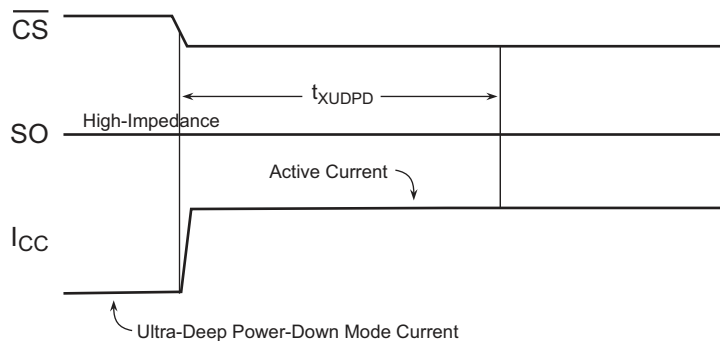 CS
tXUDPD
High-Impedance
SO
Active Current
ICC
Ultra-Deep Power-Down Mode Current